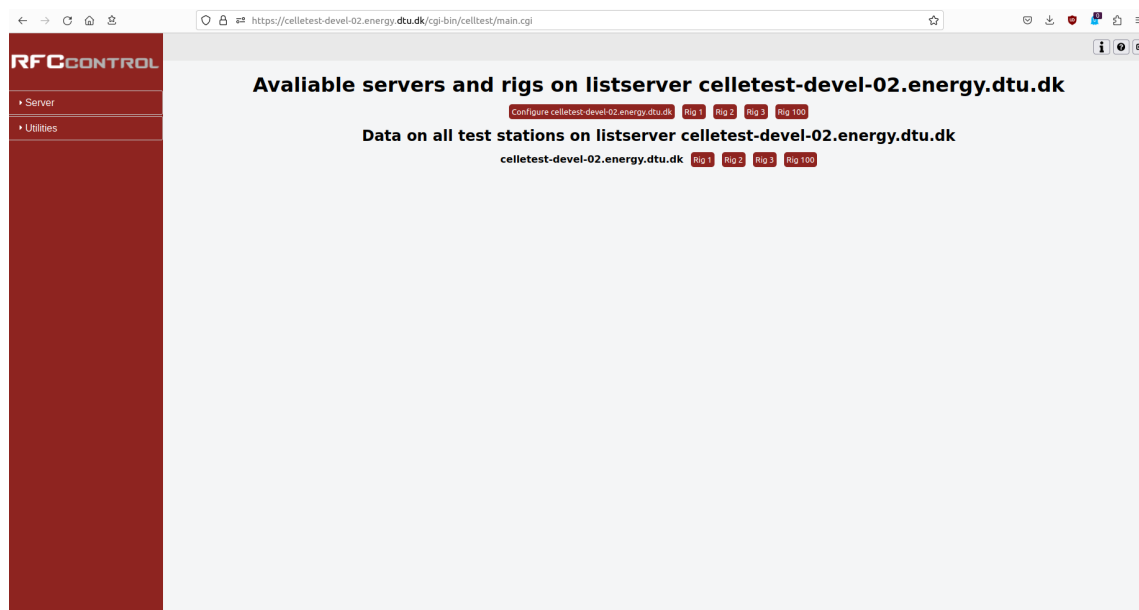 https://celletest-devel-02.energy.dtu.dk/cgi-bin/celltest/main.cgi
RFCCONTROL
Server
Utilities
Avaliable servers and rigs on listserver celletest-devel-02.energy.dtu.dk
Configure celletest-devel-02.energy.dtu.dk Rig 1 Rig 2 Rig 3 Rig 100
Data on all test stations on listserver celletest-devel-02.energy.dtu.dk
celletest-devel-02.energy.dtu.dk Rig 1 Rig 2 Rig 3 Rig 100